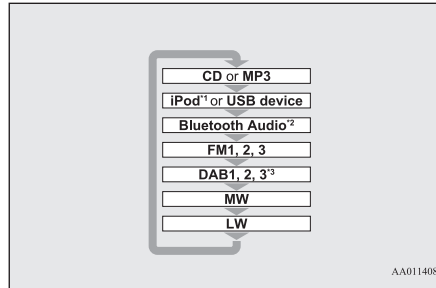 CD or MP3
iPod*1 or USB device
Bluetooth Audio*2
FM1, 2, 3
DAB1, 2, 3*3
MW
LW
AA011408